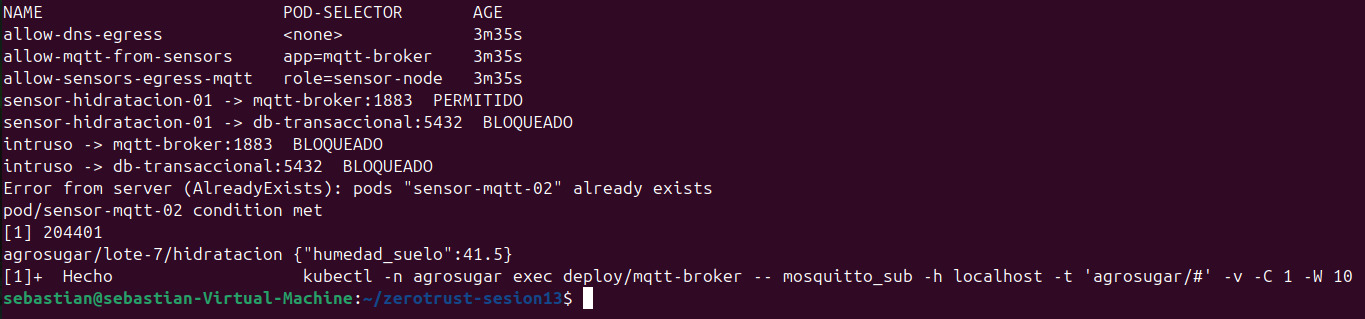 NAME                       POD-SELECTOR       AGE
allow-dns-egress           <none>             3m35s
allow-mqtt-from-sensors    app=mqtt-broker    3m35s
allow-sensors-egress-mqtt  role=sensor-node   3m35s
sensor-hidratacion-01 -> mqtt-broker:1883  PERMITIDO
sensor-hidratacion-01 -> db-transaccional:5432  BLOQUEADO
intruso -> mqtt-broker:1883  BLOQUEADO
intruso -> db-transaccional:5432  BLOQUEADO
Error from server (AlreadyExists): pods "sensor-mqtt-02" already exists
pod/sensor-mqtt-02 condition met
[1] 204401
agrosugar/lote-7/hidratacion {"humedad_suelo":41.5}
[1]+  Hecho                   kubectl -n agrosugar exec deploy/mqtt-broker -- mosquitto_sub -h localhost -t 'agrosugar/#' -v -C 1 -W 10
sebastian@sebastian-Virtual-Machine:~/zerotrust-sesion13$